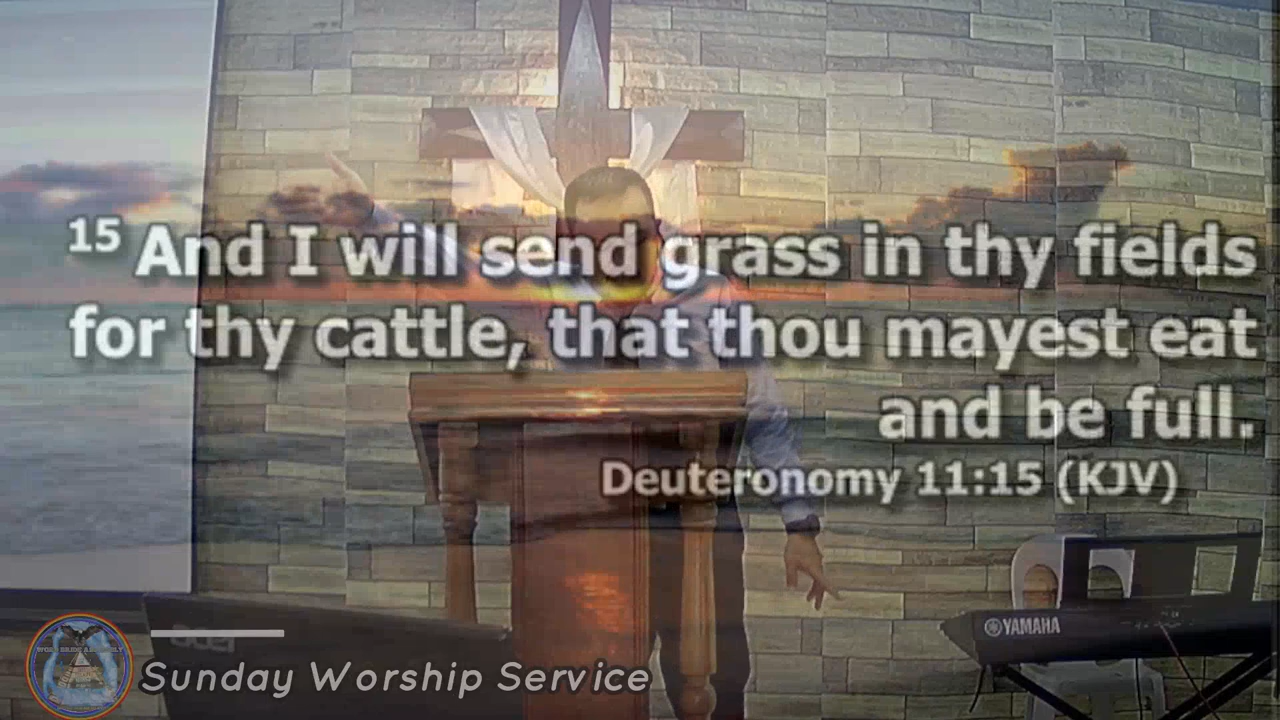 15 And I will send grass in thy fields
for thy cattle, that thou mayest eat
and be full.
Deuteronomy 11:15 (KJV)
acer
YAMAHA
Sunday Worship Service